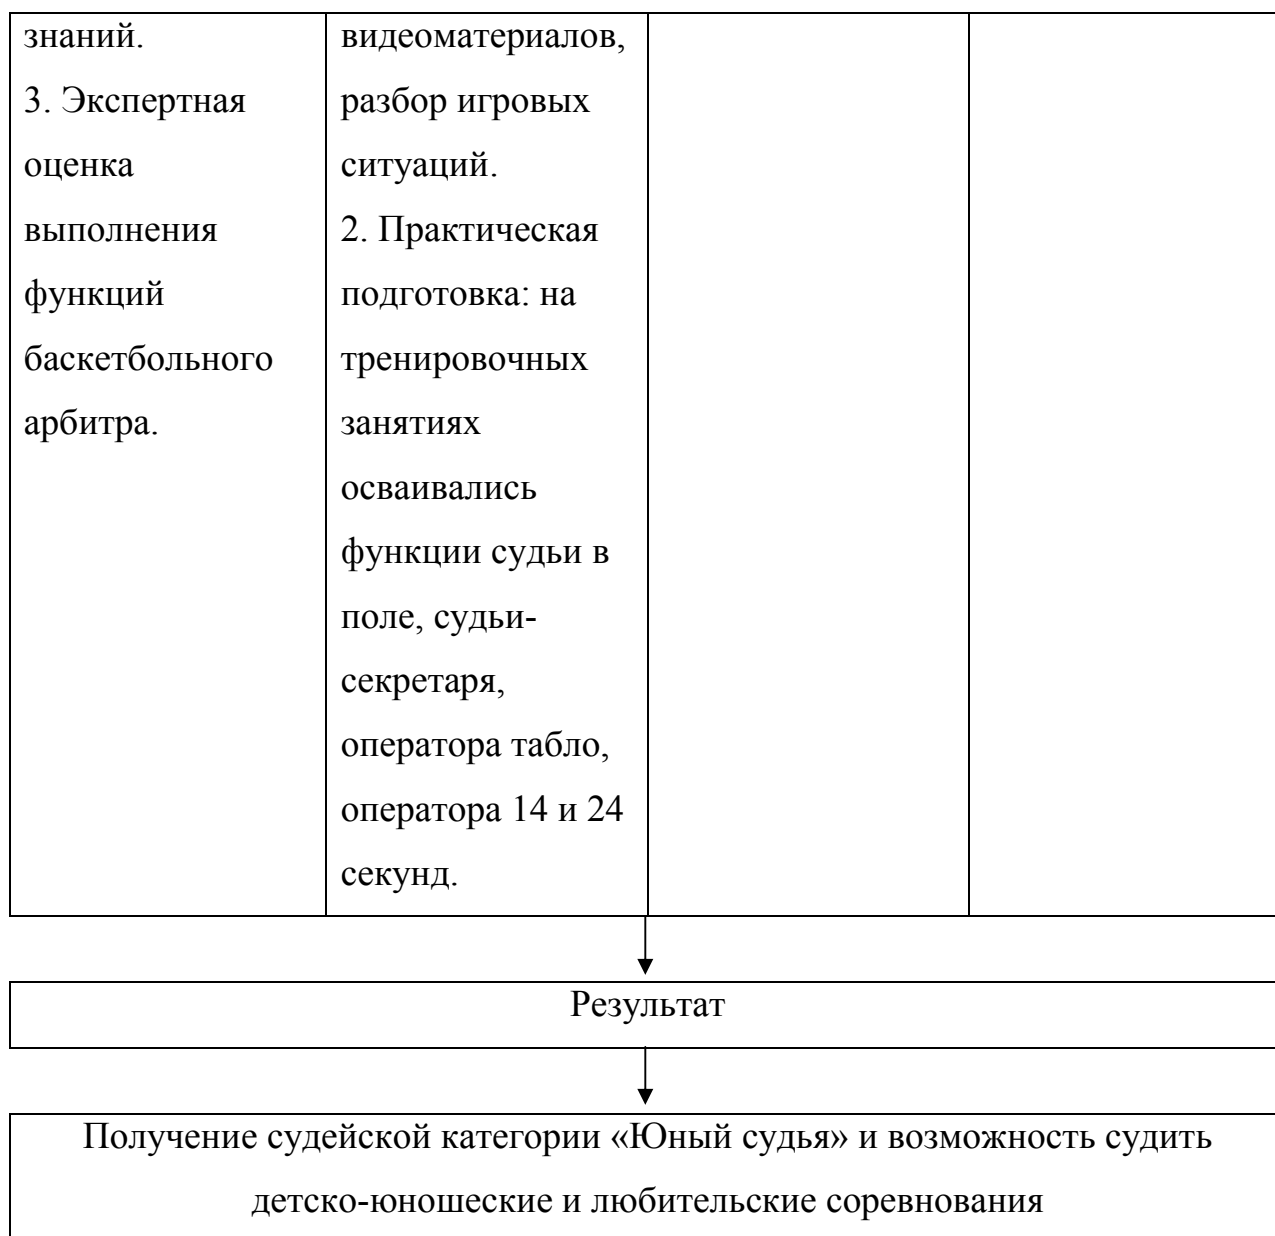 знаний.
3. Экспертная
оценка
выполнения
функций
баскетбольного
арбитра.
видеоматериалов,
разбор игровых
ситуаций.
2. Практическая
подготовка: на
тренировочных
занятиях
осваивались
функции судьи в
поле, судьи-
секретаря,
оператора табло,
оператора 14 и 24
секунд.
Результат
Получение судейской категории «Юный судья» и возможность судить
детско-юношеские и любительские соревнования